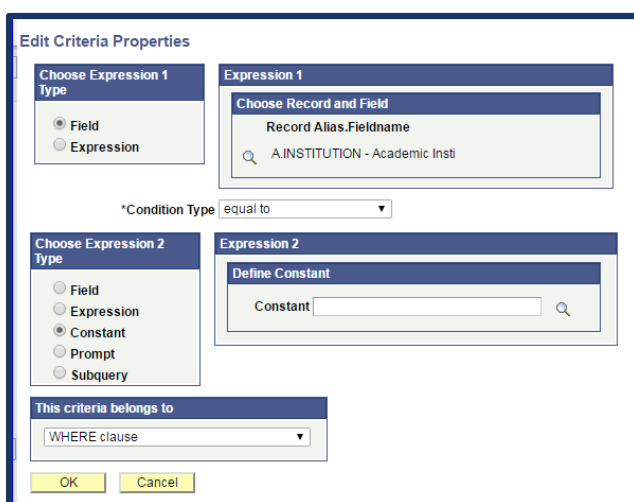 Edit Criteria Properties
Choose Expression 1
Type
Field
Expression
Expression 1
Choose Record and Field
Record Alias.Fieldname
A.INSTITUTION - Academic Insti
*Condition Type equal to
Choose Expression 2
Type
Field
Expression
Constant
Prompt
Subquery
Expression 2
Define Constant
Constant
This criteria belongs to
WHERE clause
OK Cancel